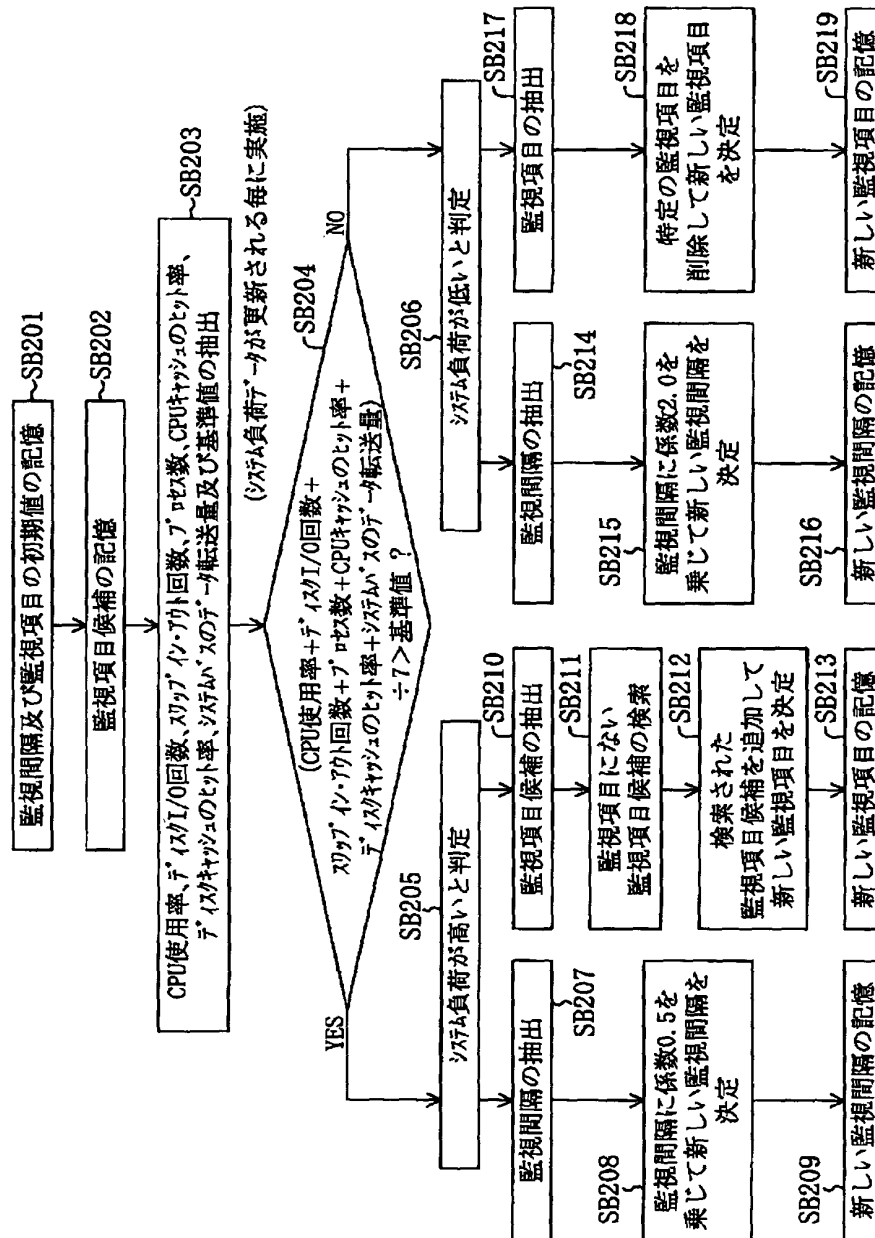 監視間隔及び監視項目の初期値の記憶
SB201
監視項目候補の記憶
SB202
CPU使用率、ディスクI/O回数、スワップイン・アウト回数、プロセス数、CPUキャッシュのヒット率、
ディスクキャッシュのヒット率、システムバスのデータ転送量及び基準値の抽出
SB203
(システム負荷データが更新される毎に実施)
SB204
(CPU使用率+ディスクI/O回数+
スワップイン・アウト回数+プロセス数+CPUキャッシュのヒット率+
ディスクキャッシュのヒット率+システムバスのデータ転送量)
÷7>基準値 ?
YES
NO
SB205
システム負荷が高いと判定
SB206
システム負荷が低いと判定
監視間隔の抽出
SB207
SB208
監視間隔に係数0.5を
乗じて新しい監視間隔を
決定
SB209
新しい監視間隔の記憶
監視項目候補の抽出
SB210
監視項目にない
監視項目候補の検索
SB211
検索された
監視項目候補を追加して
新しい監視項目を決定
SB212
新しい監視項目の記憶
SB213
監視間隔の抽出
SB214
SB215
監視間隔に係数2.0を
乗じて新しい監視間隔を
決定
SB216
新しい監視間隔の記憶
監視項目の抽出
SB217
特定の監視項目を
削除して新しい監視項目
を決定
SB218
新しい監視項目の記憶
SB219